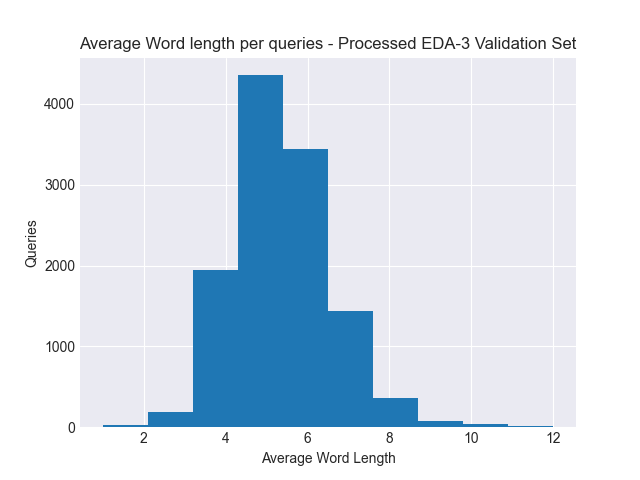 Average Word length per queries - Processed EDA-3 Validation Set
4000
3000
2000
1000
0
Queries
2 4 6 8 10 12
Average Word Length